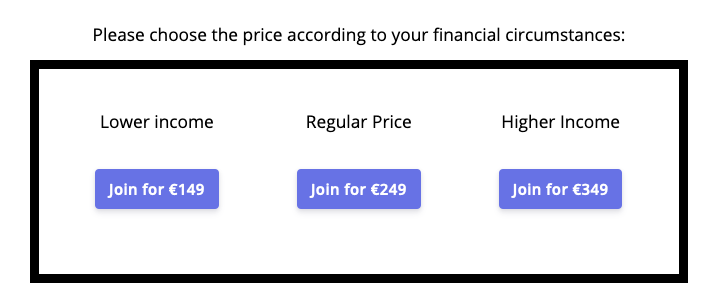 Please choose the price according to your financial circumstances:
Lower income
Regular Price
Higher Income
Join for €149
Join for €249
Join for €349